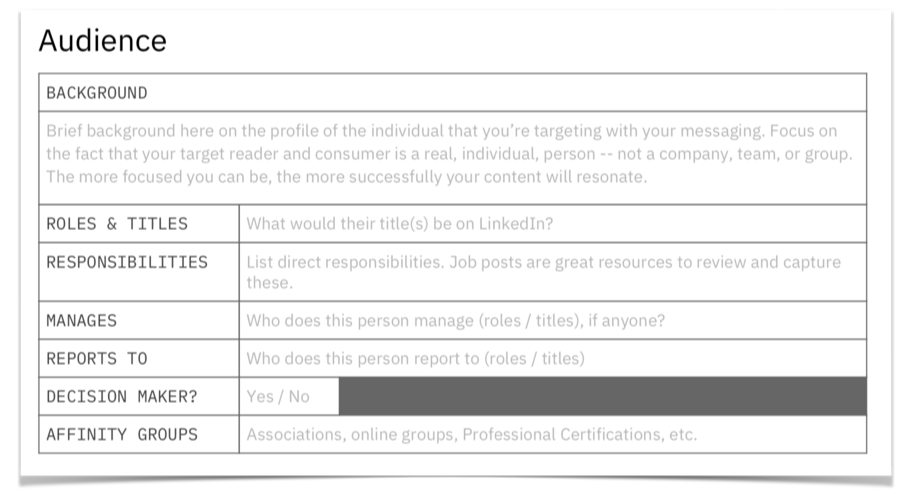 Audience
BACKGROUND
Brief background here on the profile of the individual that you're targeting with your messaging. Focus on
the fact that your target reader and consumer is a real, individual, person -- not a company, team, or group.
The more focused you can be, the more successfully your content will resonate.
ROLES & TITLES
What would their title(s) be on LinkedIn?
RESPONSIBILITIES
List direct responsibilities. Job posts are great resources to review and capture
these.
MANAGES
Who does this person manage (roles / titles), if anyone?
REPORTS TO
Who does this person report to (roles / titles)
DECISION MAKER?
Yes / No
AFFINITY GROUPS
Associations, online groups, Professional Certifications, etc.